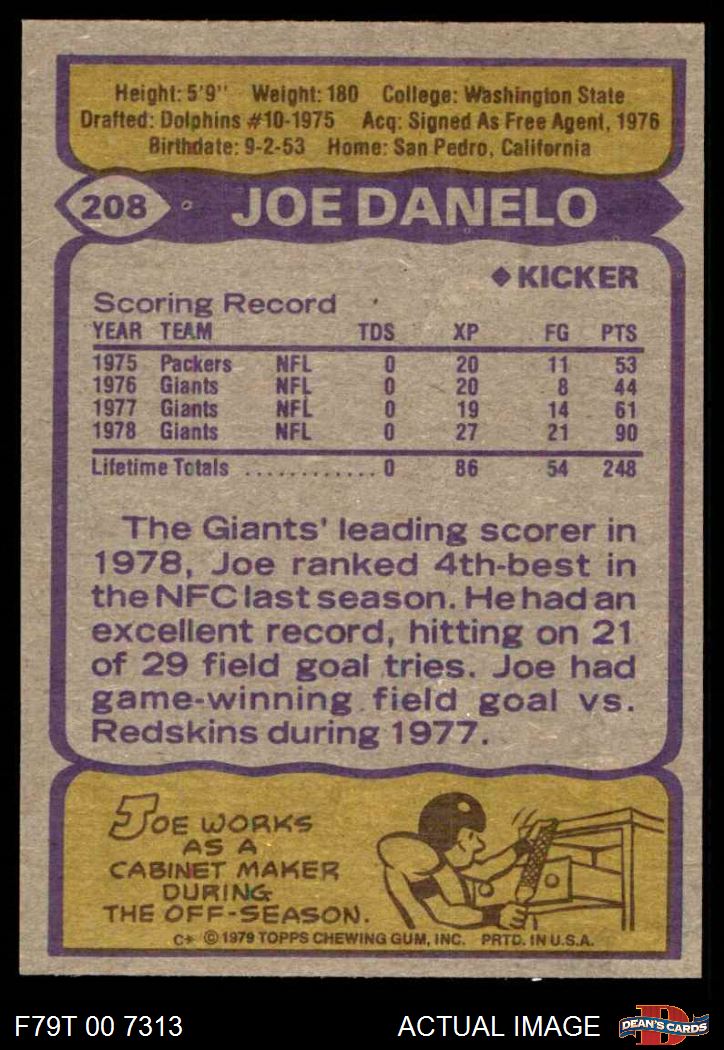 Height: 5'9" Weight: 180 College: Washington State
Drafted: Dolphins #10-1975 Acq: Signed As Free Agent, 1976
Birthdate: 9-2-53 Home: San Pedro, California
208 JOE DANELO
◆ KICKER
Scoring Record
YEAR TEAM TDS XP FG PTS
1975 Packers NFL 0 20 11 53
1976 Giants NFL 0 20 8 44
1977 Giants NFL 0 19 14 61
1978 Giants NFL 0 27 21 90
Lifetime Totals ............ 0 86 54 248
The Giants' leading scorer in
1978, Joe ranked 4th-best in
the NFC last season. He had an
excellent record, hitting on 21
of 29 field goal tries. Joe had
game-winning field goal vs.
Redskins during 1977.
JOE WORKS
AS A
CABINET MAKER
DURING
THE OFF-SEASON.
C* © 1979 TOPPS CHEWING GUM, INC. PRTD. IN U.S.A.
F79T 00 7313 ACTUAL IMAGE D DEAN'S CARDS